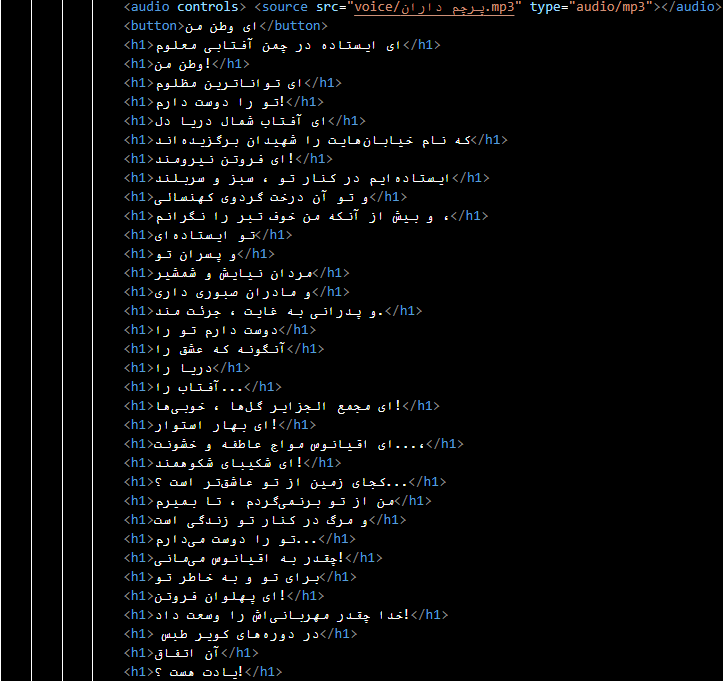 <audio controls> <source src="voice/پرچم داران.mp3" type="audio/mp3"></audio>
<button>ای وطن من</button>
<h1>ای ایستاده در چمن آفتابی معلوم</h1>
<h1>وطن من!</h1>
<h1>ای تواناترین مظلوم</h1>
<h1>تو را دوست دارم!</h1>
<h1>ای آفتاب شمال دریا دل</h1>
<h1>که نام خیابان‌هایت را شهیدان برگزیده‌اند</h1>
<h1>ای فروتن نیرومند!</h1>
<h1>ایستاده‌ایم در کنار تو ، سبز و سربلند</h1>
<h1>و تو آن درخت گردوی کهنسالی</h1>
<h1>و بیش از آنکه من خوف تبر را نگرانم ،</h1>
<h1>تو ایستاده‌ای</h1>
<h1>و پسران تو</h1>
<h1>مردان نیایش و شمشیر</h1>
<h1>و مادران صبوری داری</h1>
<h1>و پدرانی به غایت ، جرئت مند.</h1>
<h1>دوست دارم تو را</h1>
<h1>آنگونه که عشق را</h1>
<h1>دریا را</h1>
<h1>آفتاب را...</h1>
<h1>ای مجمع الجزایر گل‌ها ، خوبی‌ها!</h1>
<h1>ای بهار استوار!</h1>
<h1>ای اقیانوس مواج عاطفه و خشونت...،</h1>
<h1>ای شکیبای شکوهمند!</h1>
<h1>کجای زمین از تو عاشق‌تر است ؟...</h1>
<h1>من از تو برنمی‌گردم ، تا بمیرم</h1>
<h1>و مرگ در کنار تو زندگی است</h1>
<h1>تو را دوست می‌دارم...</h1>
<h1>چقدر به اقیانوس می‌مانی!</h1>
<h1>برای تو و به خاطر تو</h1>
<h1>ای پهلوان فروتن!</h1>
<h1>خدا چقدر مهربانی‌اش را وسعت داد!</h1>
<h1> در دوره‌های کویر طبس</h1>
<h1>آن اتفاق</h1>
<h1>یادت هست ؟!</h1>